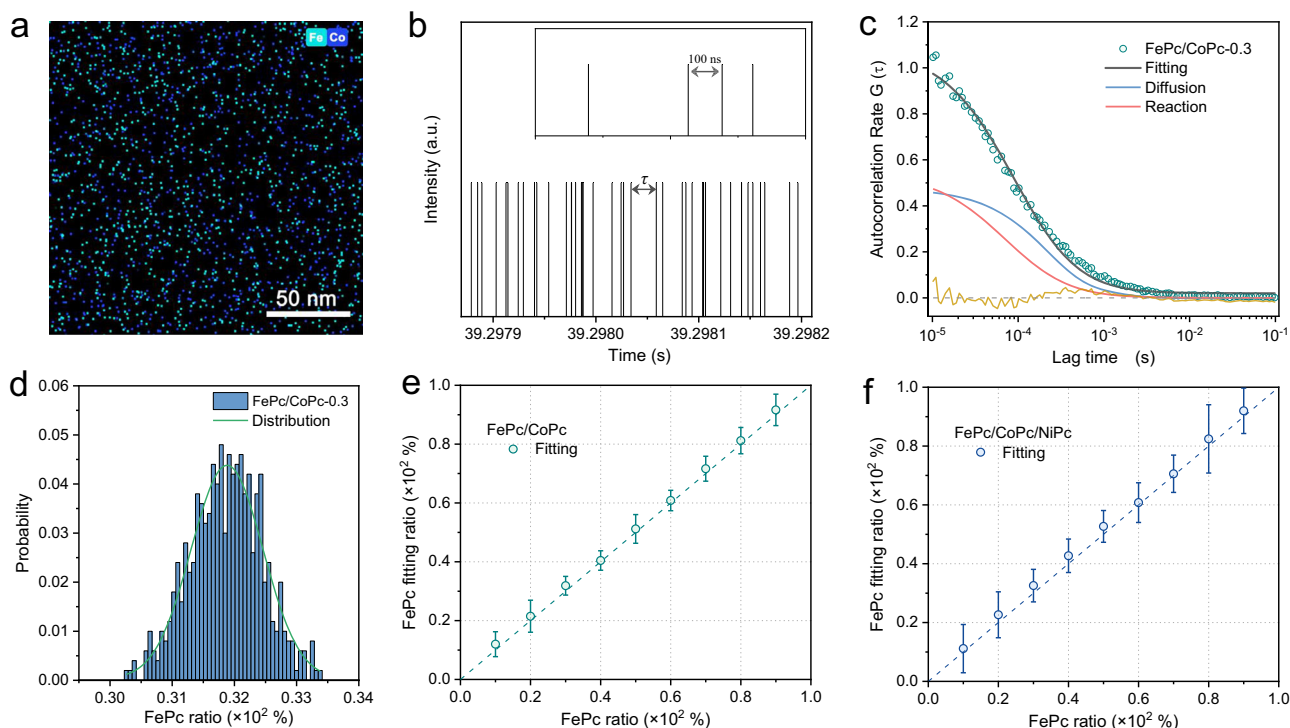 a
Fe Co
50 nm
b
Intensity (a.u.)
100 ns
τ
39.2979 39.2980 39.2981 39.2982
Time (s)
c
Autocorrelation Rate G (τ)
1.2
1.0
0.8
0.6
0.4
0.2
0.0
FePc/CoPc-0.3
Fitting
Diffusion
Reaction
10-5 10-4 10-3 10-2 10-1
Lag time (s)
d
Probability
0.06
0.05
0.04
0.03
0.02
0.01
0
FePc/CoPc-0.3
Distribution
0.30 0.31 0.32 0.33 0.34
FePc ratio (×10² %)
e
FePc fitting ratio (×10² %)
1.0
0.8
0.6
0.4
0.2
0.0
FePc/CoPc
Fitting
0.0 0.2 0.4 0.6 0.8 1.0
FePc ratio (×10² %)
f
FePc fitting ratio (×10² %)
1.0
0.8
0.6
0.4
0.2
0.0
FePc/CoPc/NiPc
Fitting
0.0 0.2 0.4 0.6 0.8 1.0
FePc ratio (×10² %)